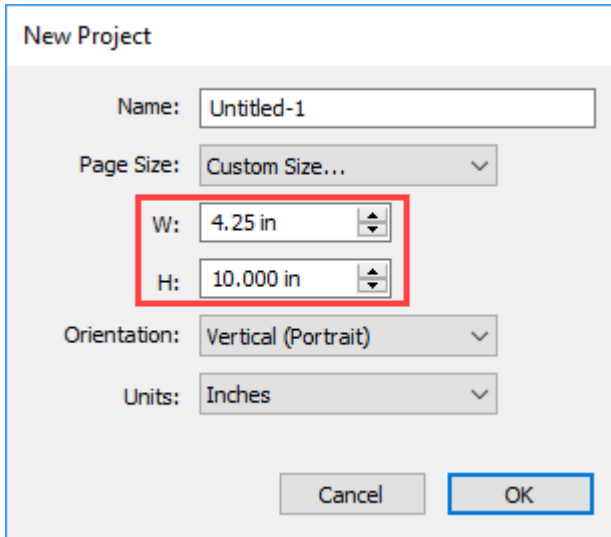 New Project
Name: Untitled-1
Page Size: Custom Size...
W: 4.25 in
H: 10.000 in
Orientation: Vertical (Portrait)
Units: Inches
Cancel OK